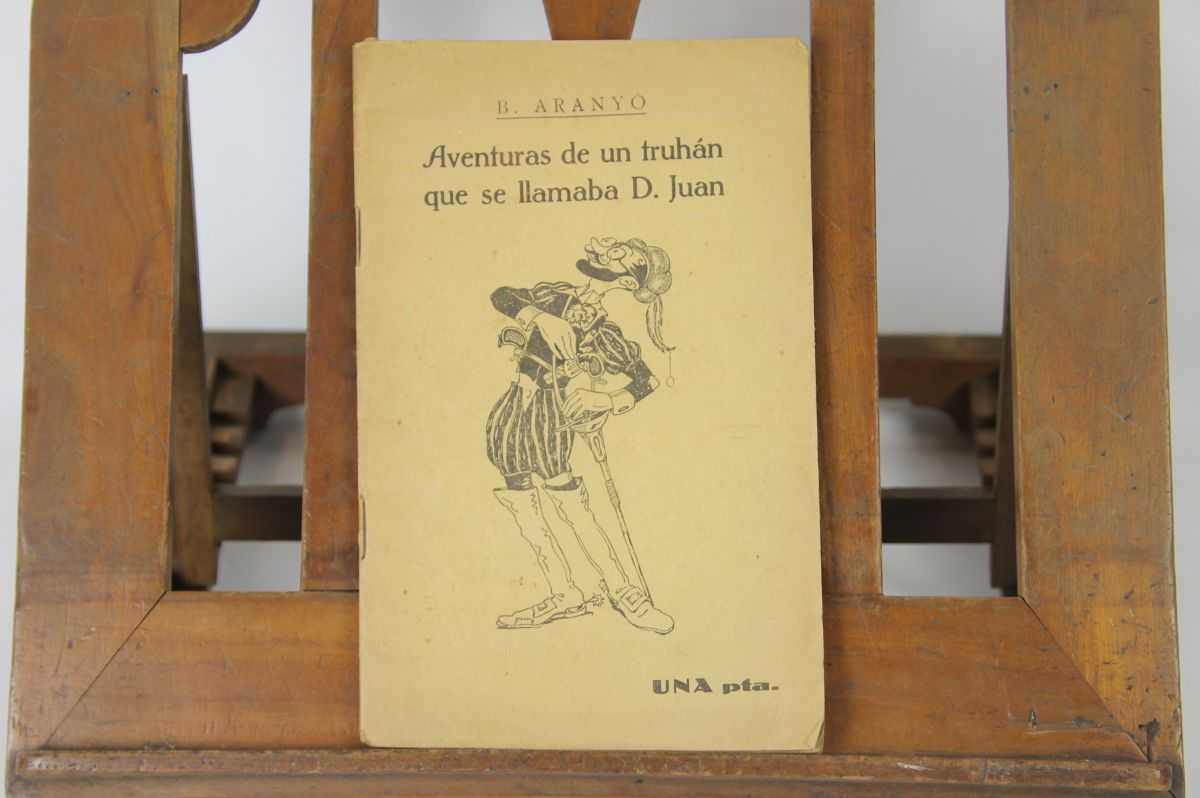 B. ARANYÓ
Aventuras de un truhán
que se llamaba D. Juan
UNA pta.